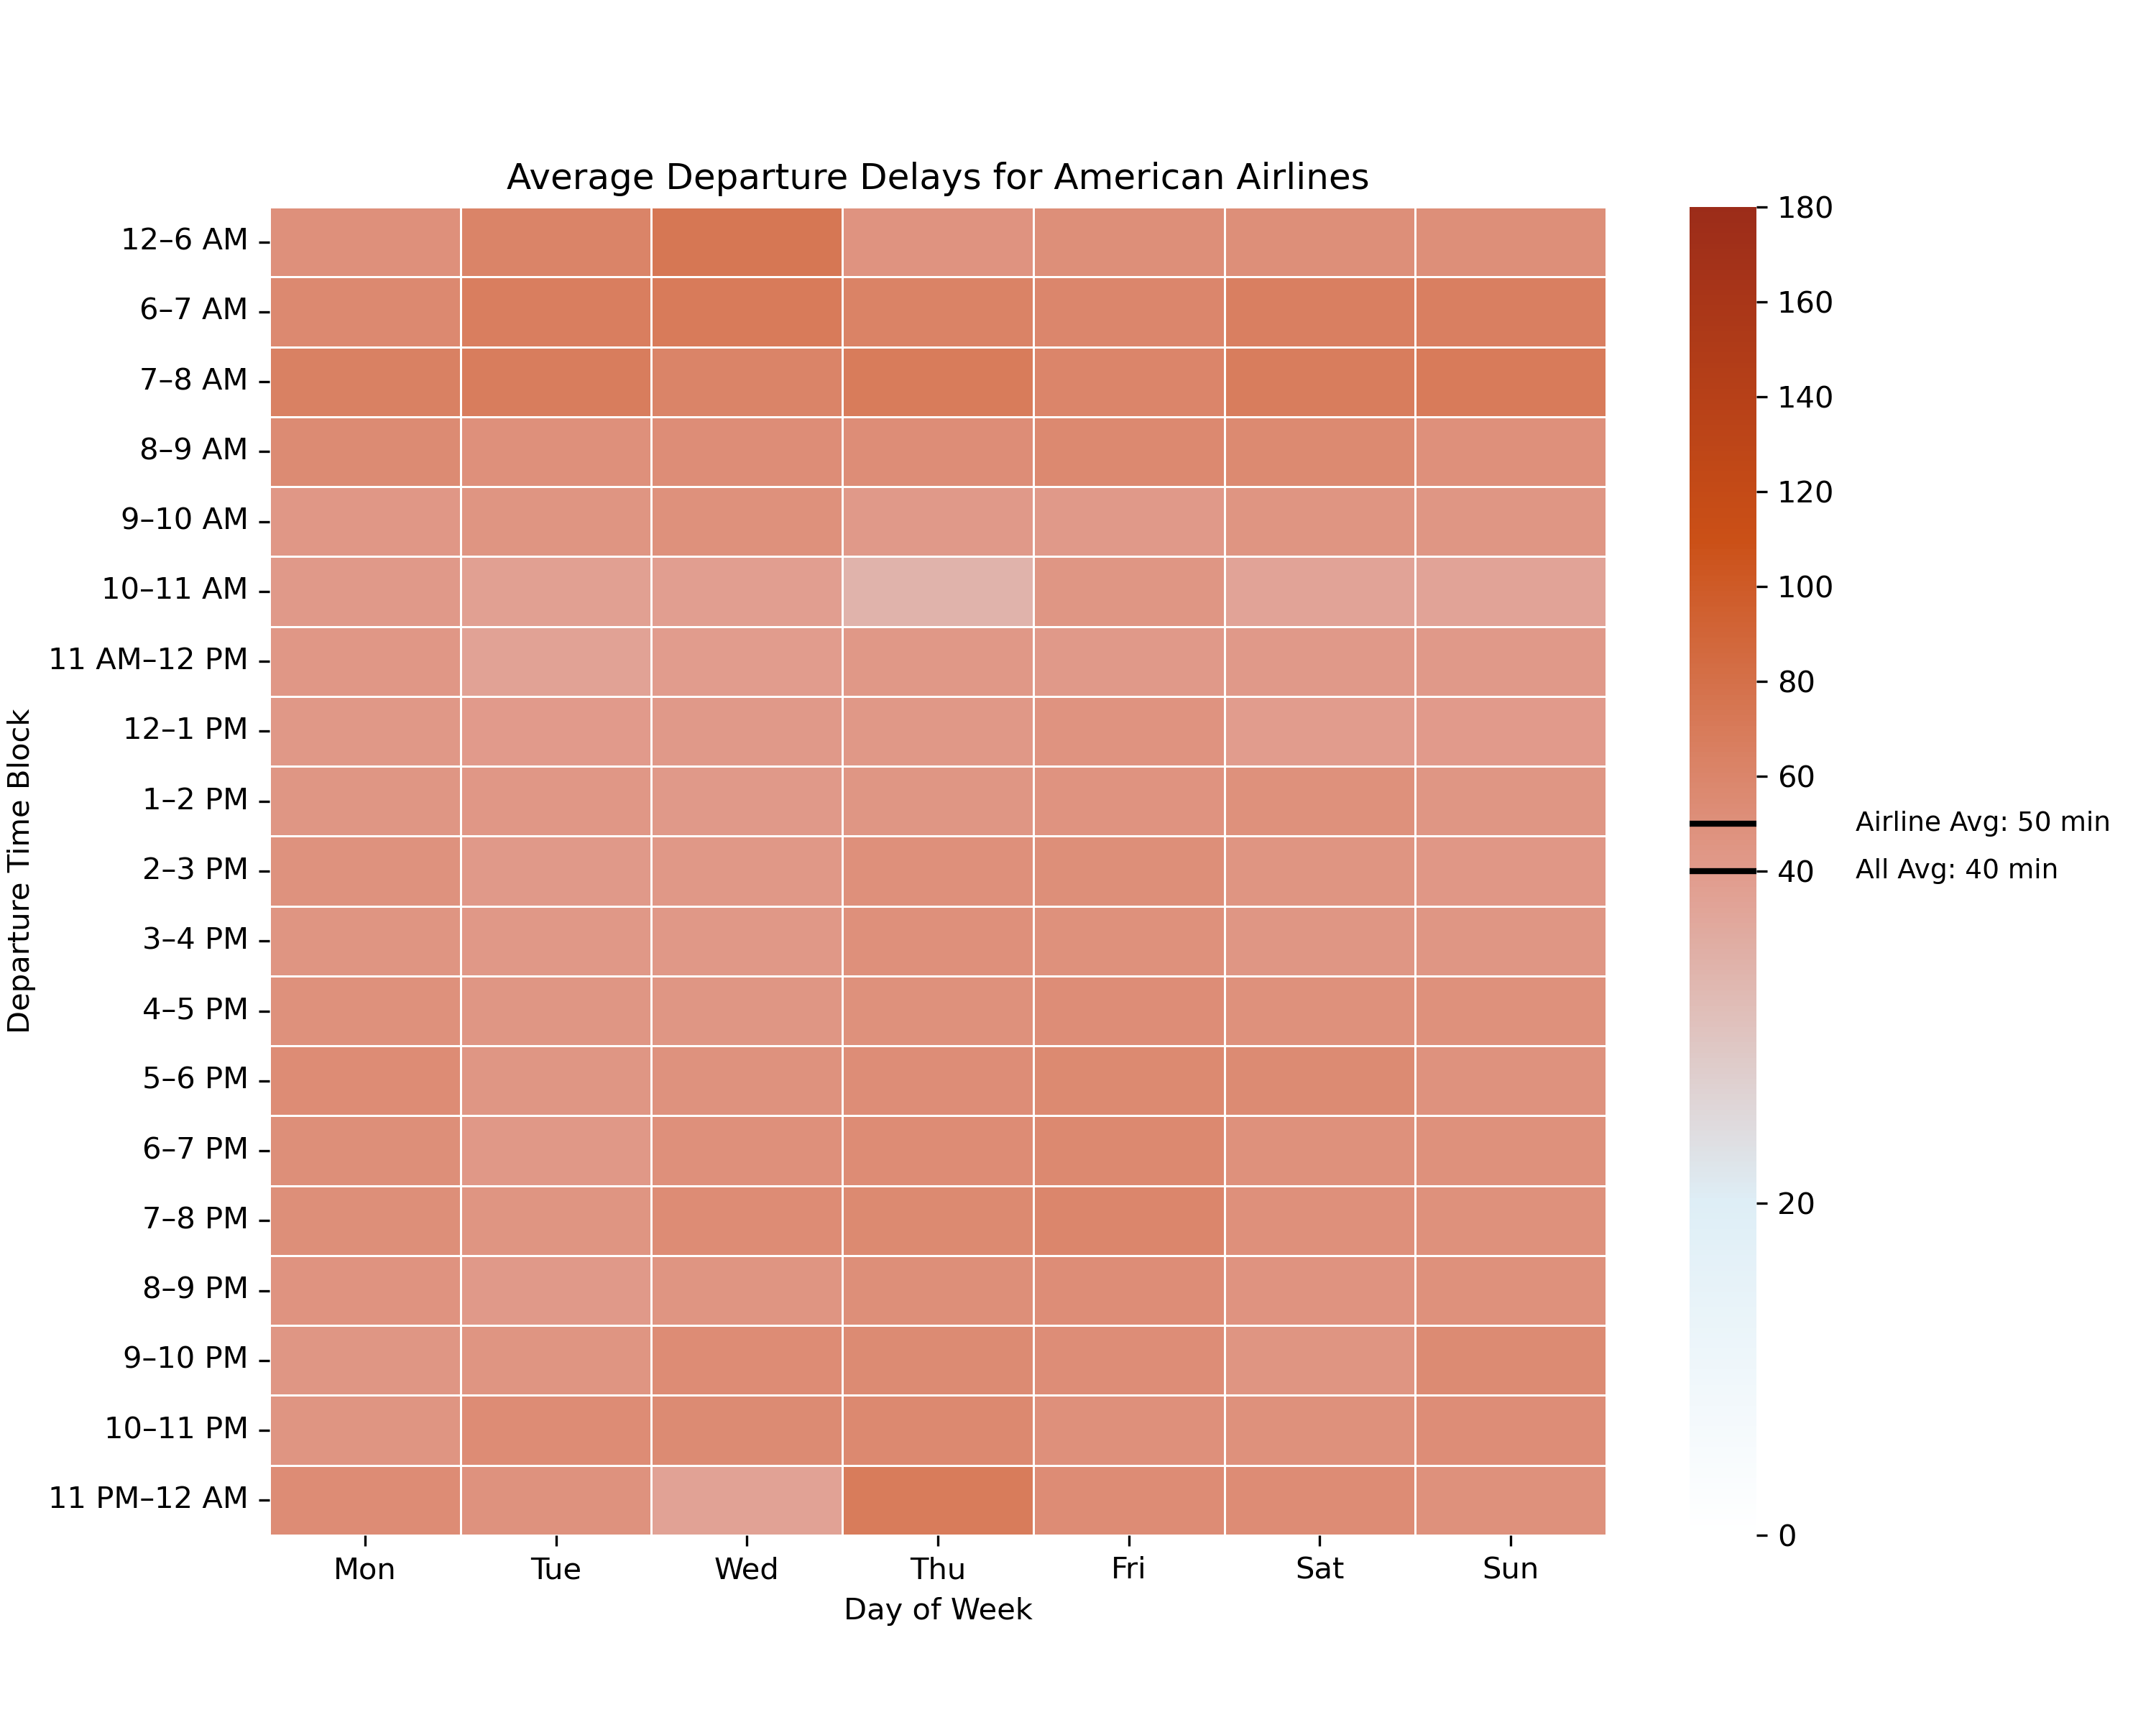 Average Departure Delays for American Airlines
Departure Time Block
12–6 AM
6–7 AM
7–8 AM
8–9 AM
9–10 AM
10–11 AM
11 AM–12 PM
12–1 PM
1–2 PM
2–3 PM
3–4 PM
4–5 PM
5–6 PM
6–7 PM
7–8 PM
8–9 PM
9–10 PM
10–11 PM
11 PM–12 AM
Mon Tue Wed Thu Fri Sat Sun
Day of Week
180
160
140
120
100
80
60
40
20
0
Airline Avg: 50 min
All Avg: 40 min